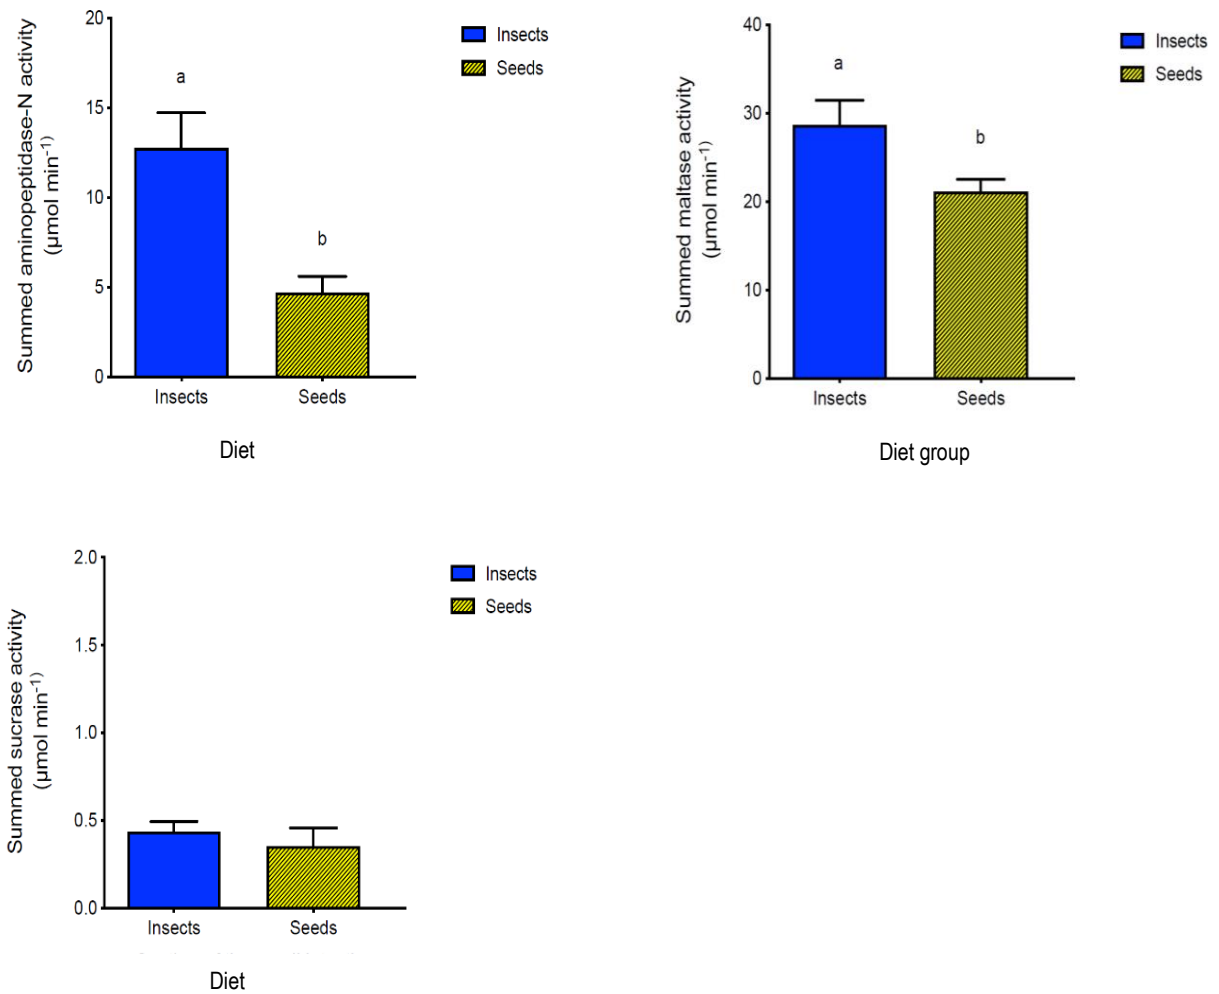 Summed aminopeptidase-N activity
(µmol min⁻¹)
20
15
10
5
0
a
b
Insects
Seeds
Diet
Insects
Seeds
Summed maltase activity
(µmol min⁻¹)
40
30
20
10
0
a
b
Insects
Seeds
Diet group
Insects
Seeds
Summed sucrase activity
(µmol min⁻¹)
2.0
1.5
1.0
0.5
0.0
Insects
Seeds
Diet
Insects
Seeds